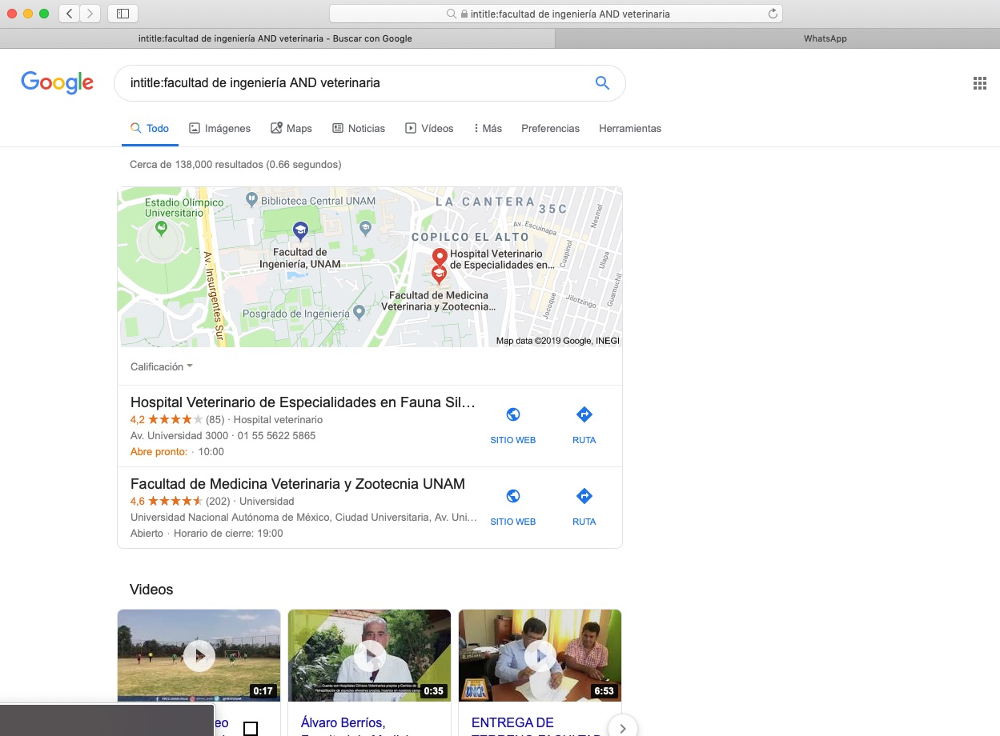 intitle:facultad de ingeniería AND veterinaria
intitle:facultad de ingeniería AND veterinaria - Buscar con Google
WhatsApp
Google
intitle:facultad de ingeniería AND veterinaria
Todo
Imágenes
Maps
Noticias
Vídeos
Más
Preferencias
Herramientas
Cerca de 138,000 resultados (0.66 segundos)
Estadio Olímpico
Universitario
Biblioteca Central UNAM
LA CANTERA
35C
Nesmel
Av. Escuinapa
COPILCO EL ALTO
Facultad de
Ingeniería, UNAM
Hospital Veterinario
de Especialidades en...
Cuapinol
Ulapa
Av. Insurgentes Sur
Guamuchil
Facultad de Medicina
Veterinaria y Zootecnia...
Jilotzingo
Jocoque
Posgrado de Ingeniería
Map data ©2019 Google, INEGI
Calificación
Hospital Veterinario de Especialidades en Fauna Sil…
4,2 (85) · Hospital veterinario
Av. Universidad 3000 · 01 55 5622 5865
Abre pronto: · 10:00
SITIO WEB
RUTA
Facultad de Medicina Veterinaria y Zootecnia UNAM
4,6 (202) · Universidad
Universidad Nacional Autónoma de México, Ciudad Universitaria, Av. Uni…
Abierto · Horario de cierre: 19:00
SITIO WEB
RUTA
Videos
0:17
0:35
6:53
eo
Álvaro Berríos,
ENTREGA DE